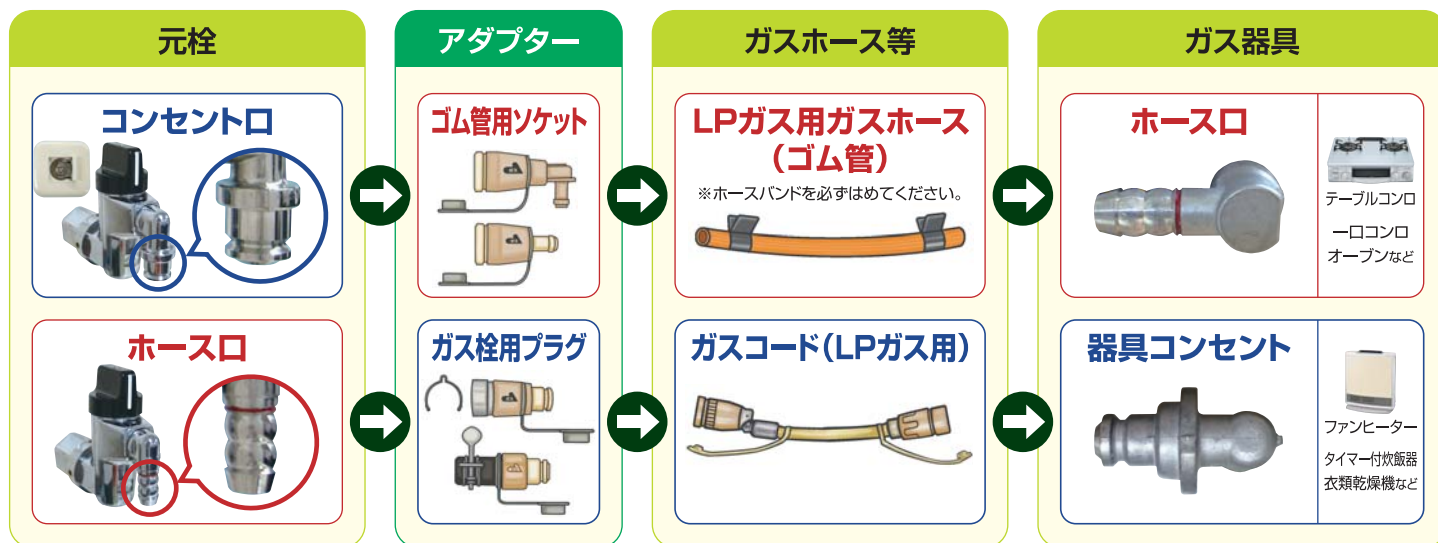 元栓
アダプター
ガスホース等
ガス器具
コンセント口
ゴム管用ソケット
LPガス用ガスホース
(ゴム管)
※ホースバンドを必ずはめてください。
ホース口
テーブルコンロ
一口コンロ
オーブンなど
ホース口
ガス栓用プラグ
ガスコード(LPガス用)
器具コンセント
ファンヒーター
タイマー付炊飯器
衣類乾燥機など